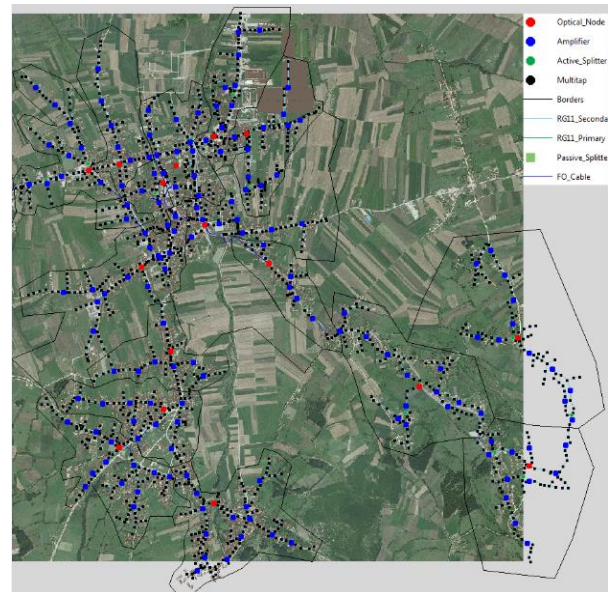 Optical_Node
Amplifier
Active_Splitter
Multitap
Borders
RG11_Seconda
RG11_Primary
Passive_Splitte
FO_Cable